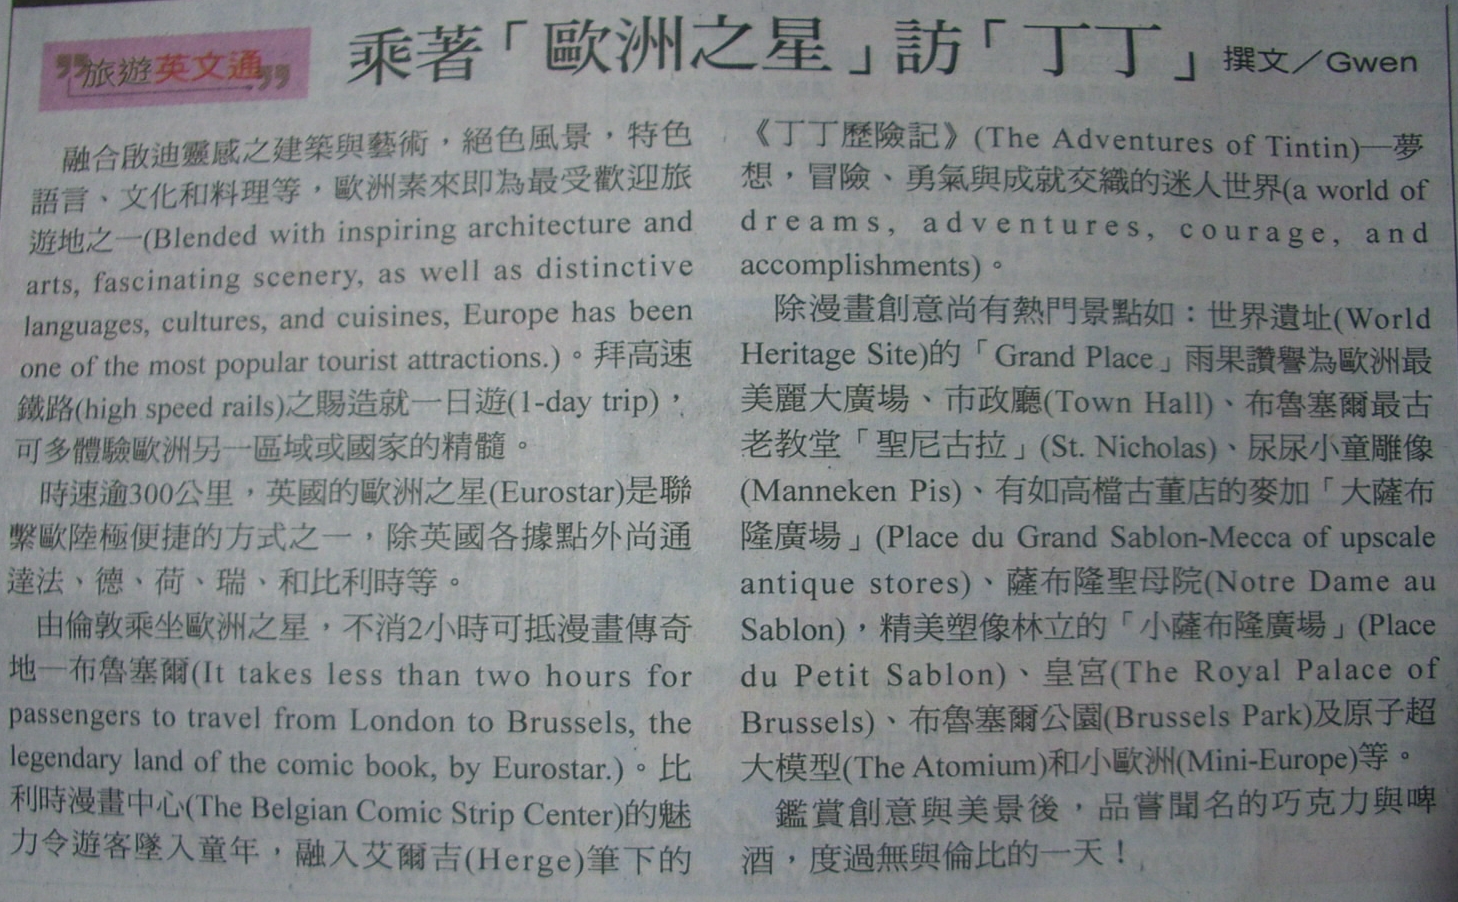 旅遊英文通
乘著「歐洲之星」訪「丁丁」 撰文／Gwen
融合啟迪靈感之建築與藝術，絕色風景，特色
語言、文化和料理等，歐洲素來即為最受歡迎旅
遊地之一(Blended with inspiring architecture and
arts, fascinating scenery, as well as distinctive
languages, cultures, and cuisines, Europe has been
one of the most popular tourist attractions.)。拜高速
鐵路(high speed rails)之賜造就一日遊(1-day trip)，
可多體驗歐洲另一區域或國家的精髓。
時速逾300公里，英國的歐洲之星(Eurostar)是聯
繫歐陸極便捷的方式之一，除英國各據點外尚通
達法、德、荷、瑞、和比利時等。
由倫敦乘坐歐洲之星，不消2小時可抵漫畫傳奇
地—布魯塞爾(It takes less than two hours for
passengers to travel from London to Brussels, the
legendary land of the comic book, by Eurostar.)。比
利時漫畫中心(The Belgian Comic Strip Center)的魅
力令遊客墜入童年，融入艾爾吉(Herge)筆下的
《丁丁歷險記》(The Adventures of Tintin)—夢
想，冒險、勇氣與成就交織的迷人世界(a world of
dreams, adventures, courage, and
accomplishments)。
除漫畫創意尚有熱門景點如：世界遺址(World
Heritage Site)的「Grand Place」雨果讚譽為歐洲最
美麗大廣場、市政廳(Town Hall)、布魯塞爾最古
老教堂「聖尼古拉」(St. Nicholas)、尿尿小童雕像
(Manneken Pis)、有如高檔古董店的麥加「大薩布
隆廣場」(Place du Grand Sablon-Mecca of upscale
antique stores)、薩布隆聖母院(Notre Dame au
Sablon)，精美塑像林立的「小薩布隆廣場」(Place
du Petit Sablon)、皇宮(The Royal Palace of
Brussels)、布魯塞爾公園(Brussels Park)及原子超
大模型(The Atomium)和小歐洲(Mini-Europe)等。
鑑賞創意與美景後，品嘗聞名的巧克力與啤
酒，度過無與倫比的一天！